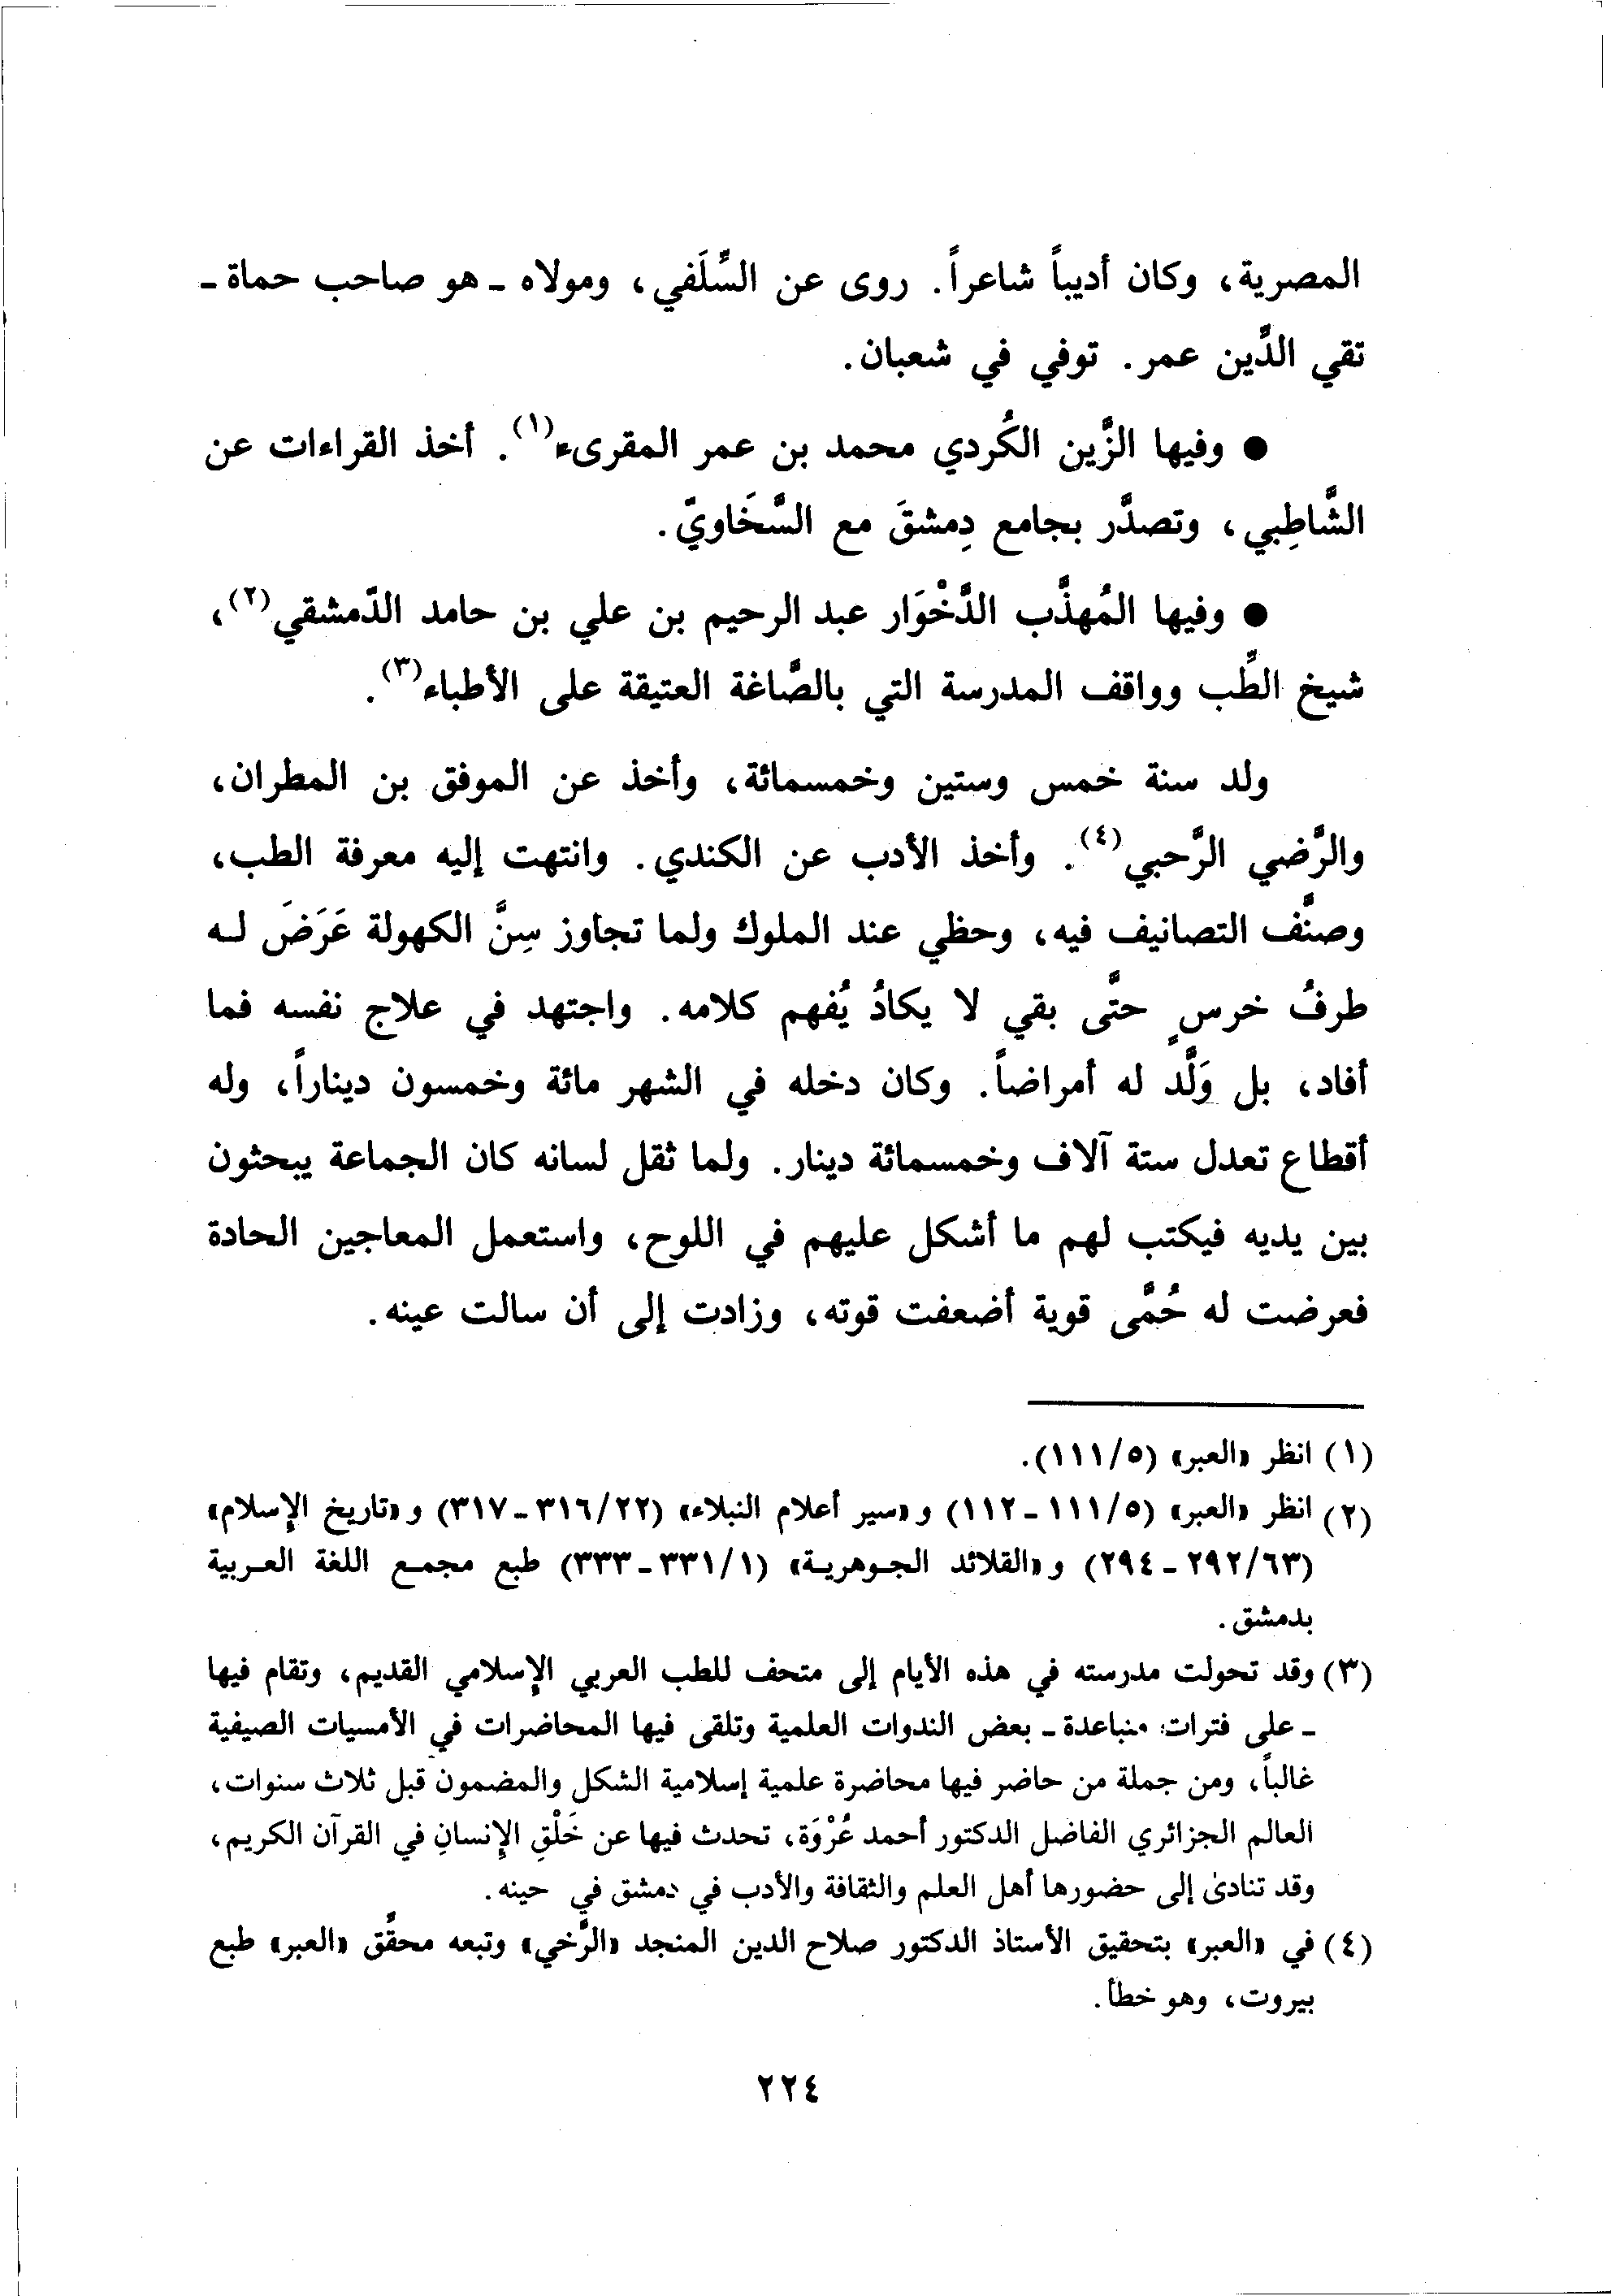 المصرية، وكان أديباً شاعراً. روى عن السِّلَفي، ومولاه ـ هو صاحب حماة ـ
تقي الدِّين عمر. توفي في شعبان.
● وفيها الزَّين الكُردي محمد بن عمر المقرىء(١). أخذ القراءات عن
الشَّاطِبي، وتصدَّر بجامع دِمشقَ مع السَّخَاويّ.
● وفيها المُهذَّب الدَّخْوَار عبد الرحيم بن علي بن حامد الدّمشقي(٢)،
شيخ الطِّب وواقف المدرسة التي بالصَّاغة العتيقة على الأطباء(٣).
ولد سنة خمس وستين وخمسمائة، وأخذ عن الموفق بن المطران،
والرَّضي الرَّحبي(٤). وأخذ الأدب عن الكندي. وانتهت إليه معرفة الطب،
وصنَّف التصانيف فيه، وحظي عند الملوك ولما تجاوز سِنَّ الكهولة عَرَضَ لـه
طرفُ خرسٍ حتَّى بقي لا يكادُ يُفهم كلامه. واجتهد في علاج نفسه فما
أفاد، بل وَلَّد له أمراضاً. وكان دخله في الشهر مائة وخمسون ديناراً، وله
أقطاع تعدل ستة آلاف وخمسمائة دينار. ولما ثقل لسانه كان الجماعة يبحثون
بين يديه فيكتب لهم ما أشكل عليهم في اللوح، واستعمل المعاجين الحادة
فعرضت له حُمَّى قوية أضعفت قوته، وزادت إلى أن سالت عينه.
(١) انظر «العبر» (٥/١١١).
(٢) انظر «العبر» (٥/١١١ ـ ١١٢) و «سير أعلام النبلاء» (٢٢/٣١٦ ـ ٣١٧) و «تاريخ الإسلام»
(٦٣/٢٩٢ ـ ٢٩٤) و «القلائد الجـوهريـة» (١/٣٣١ ـ ٣٣٣) طبع مجمـع اللغة العـربية
بدمشق.
(٣) وقد تحولت مدرسته في هذه الأيام إلى متحف للطب العربي الإسلامي القديم، وتقام فيها
ـ على فترات متباعدة ـ بعض الندوات العلمية وتلقى فيها المحاضرات في الأمسيات الصيفية
غالباً، ومن جملة من حاضر فيها محاضرة علمية إسلامية الشكل والمضمون قبل ثلاث سنوات،
العالم الجزائري الفاضل الدكتور أحمد عُرْوَة، تحدث فيها عن خَلْقِ الإنسانِ في القرآن الكريم،
وقد تنادىٰ إلى حضورها أهل العلم والثقافة والأدب في دمشق في حينه.
(٤) في «العبر» بتحقيق الأستاذ الدكتور صلاح الدين المنجد «الرَّخي» وتبعه محقِّق «العبر» طبع
بيروت، وهو خطأ.
٢٢٤